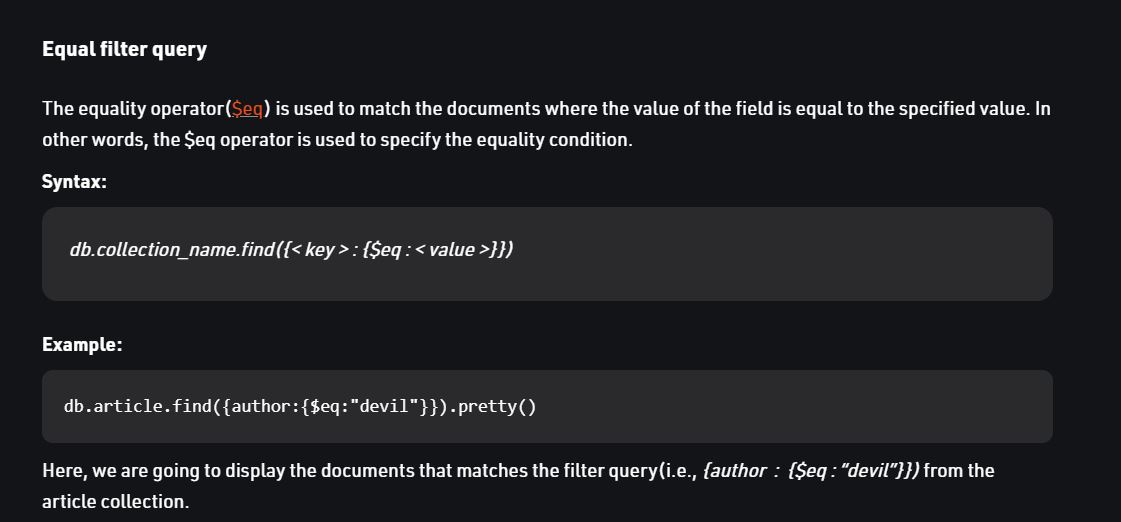 Equal filter query
The equality operator($eq) is used to match the documents where the value of the field is equal to the specified value. In
other words, the $eq operator is used to specify the equality condition.
Syntax:
db.collection_name.find({< key > : {$eq : < value >}})
Example:
db.article.find({author:{$eq:"devil"}}).pretty()
Here, we are going to display the documents that matches the filter query(i.e., {author : {$eq : “devil”}}) from the
article collection.